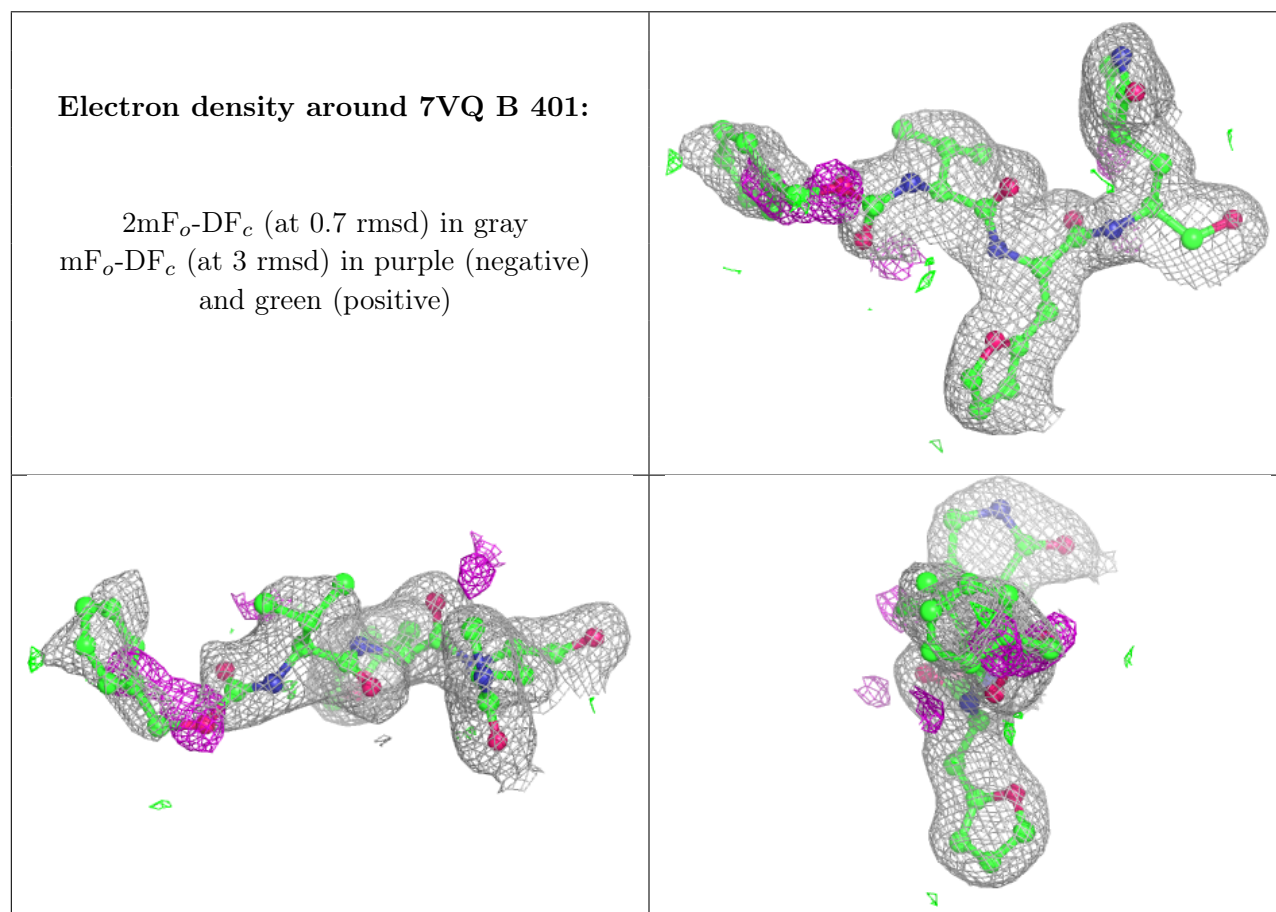 Electron density around 7VQ B 401:
2mFo-DFc (at 0.7 rmsd) in gray
mFo-DFc (at 3 rmsd) in purple (negative)
and green (positive)